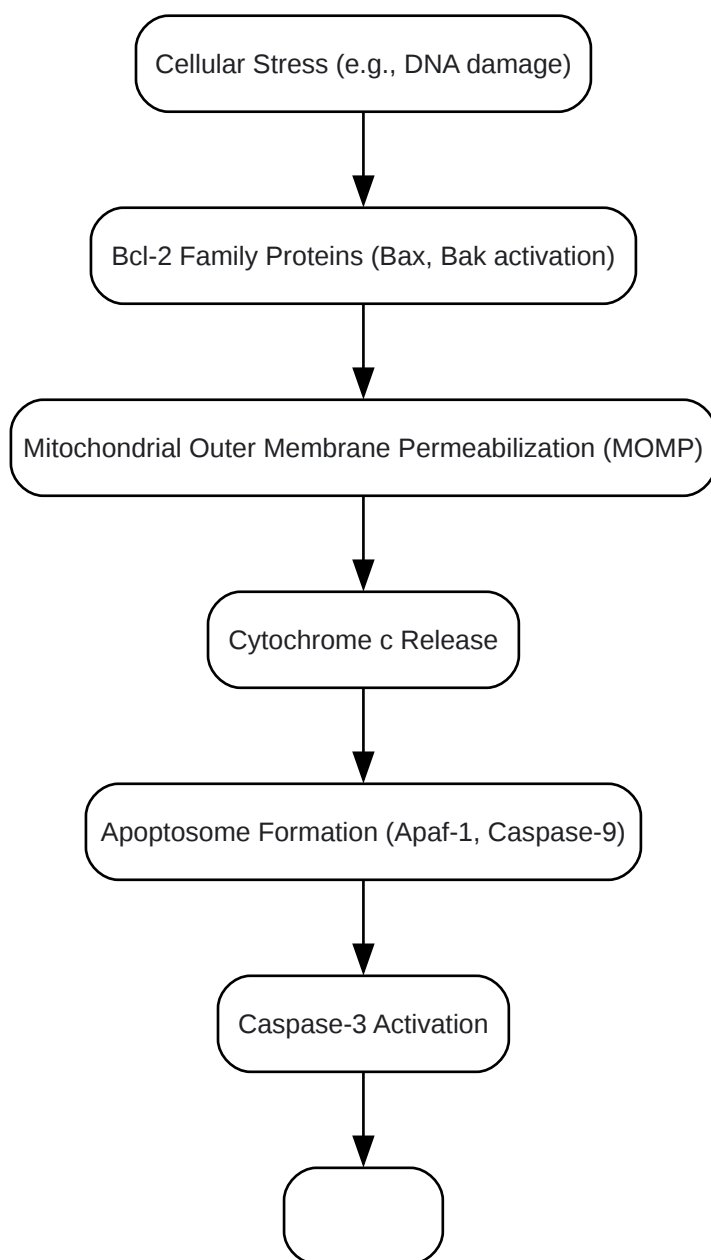 Cellular Stress (e.g., DNA damage)
Bcl-2 Family Proteins (Bax, Bak activation)
Mitochondrial Outer Membrane Permeabilization (MOMP)
Cytochrome c Release
Apoptosome Formation (Apaf-1, Caspase-9)
Caspase-3 Activation